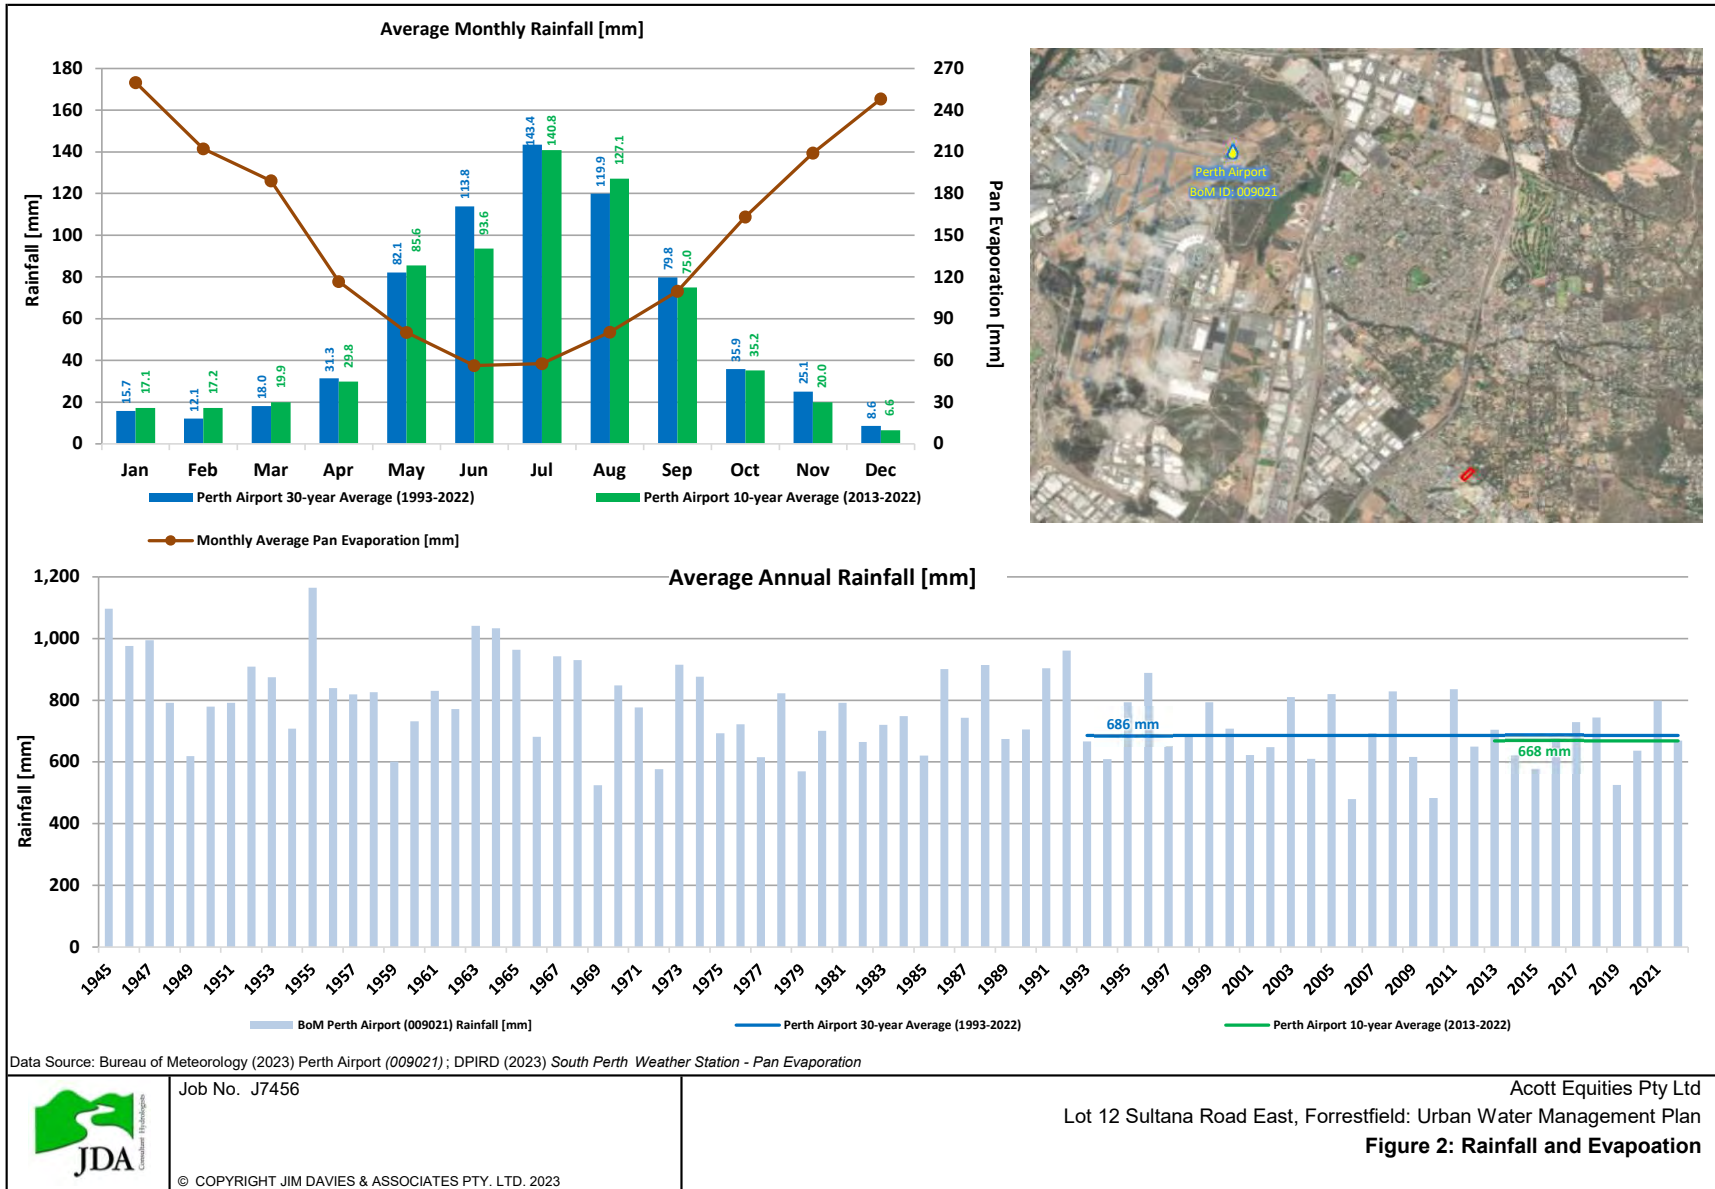 Average Monthly Rainfall [mm]
180
160
140
120
100
80
60
40
20
0
Rainfall [mm]
270
240
210
180
150
120
90
60
30
0
Pan Evaporation [mm]
15.7
17.1
12.1
17.2
18.0
19.9
31.3
29.8
82.1
85.6
113.8
93.6
143.4
140.8
119.9
127.1
79.8
75.0
35.9
35.2
25.1
20.0
8.6
6.6
Jan Feb Mar Apr May Jun Jul Aug Sep Oct Nov Dec
Perth Airport 30-year Average (1993-2022)
Perth Airport 10-year Average (2013-2022)
Monthly Average Pan Evaporation [mm]
Perth Airport
BoM ID: 009021
Average Annual Rainfall [mm]
1,200
1,000
800
600
400
200
0
Rainfall [mm]
686 mm
668 mm
1945 1947 1949 1951 1953 1955 1957 1959 1961 1963 1965 1967 1969 1971 1973 1975 1977 1979 1981 1983 1985 1987 1989 1991 1993 1995 1997 1999 2001 2003 2005 2007 2009 2011 2013 2015 2017 2019 2021
BoM Perth Airport (009021) Rainfall [mm]
Perth Airport 30-year Average (1993-2022)
Perth Airport 10-year Average (2013-2022)
Data Source: Bureau of Meteorology (2023) Perth Airport (009021) ; DPIRD (2023) South Perth Weather Station - Pan Evaporation
JDA
Consultant Hydrologists
Job No. J7456
© COPYRIGHT JIM DAVIES & ASSOCIATES PTY. LTD. 2023
Acott Equities Pty Ltd
Lot 12 Sultana Road East, Forrestfield: Urban Water Management Plan
Figure 2: Rainfall and Evapoation